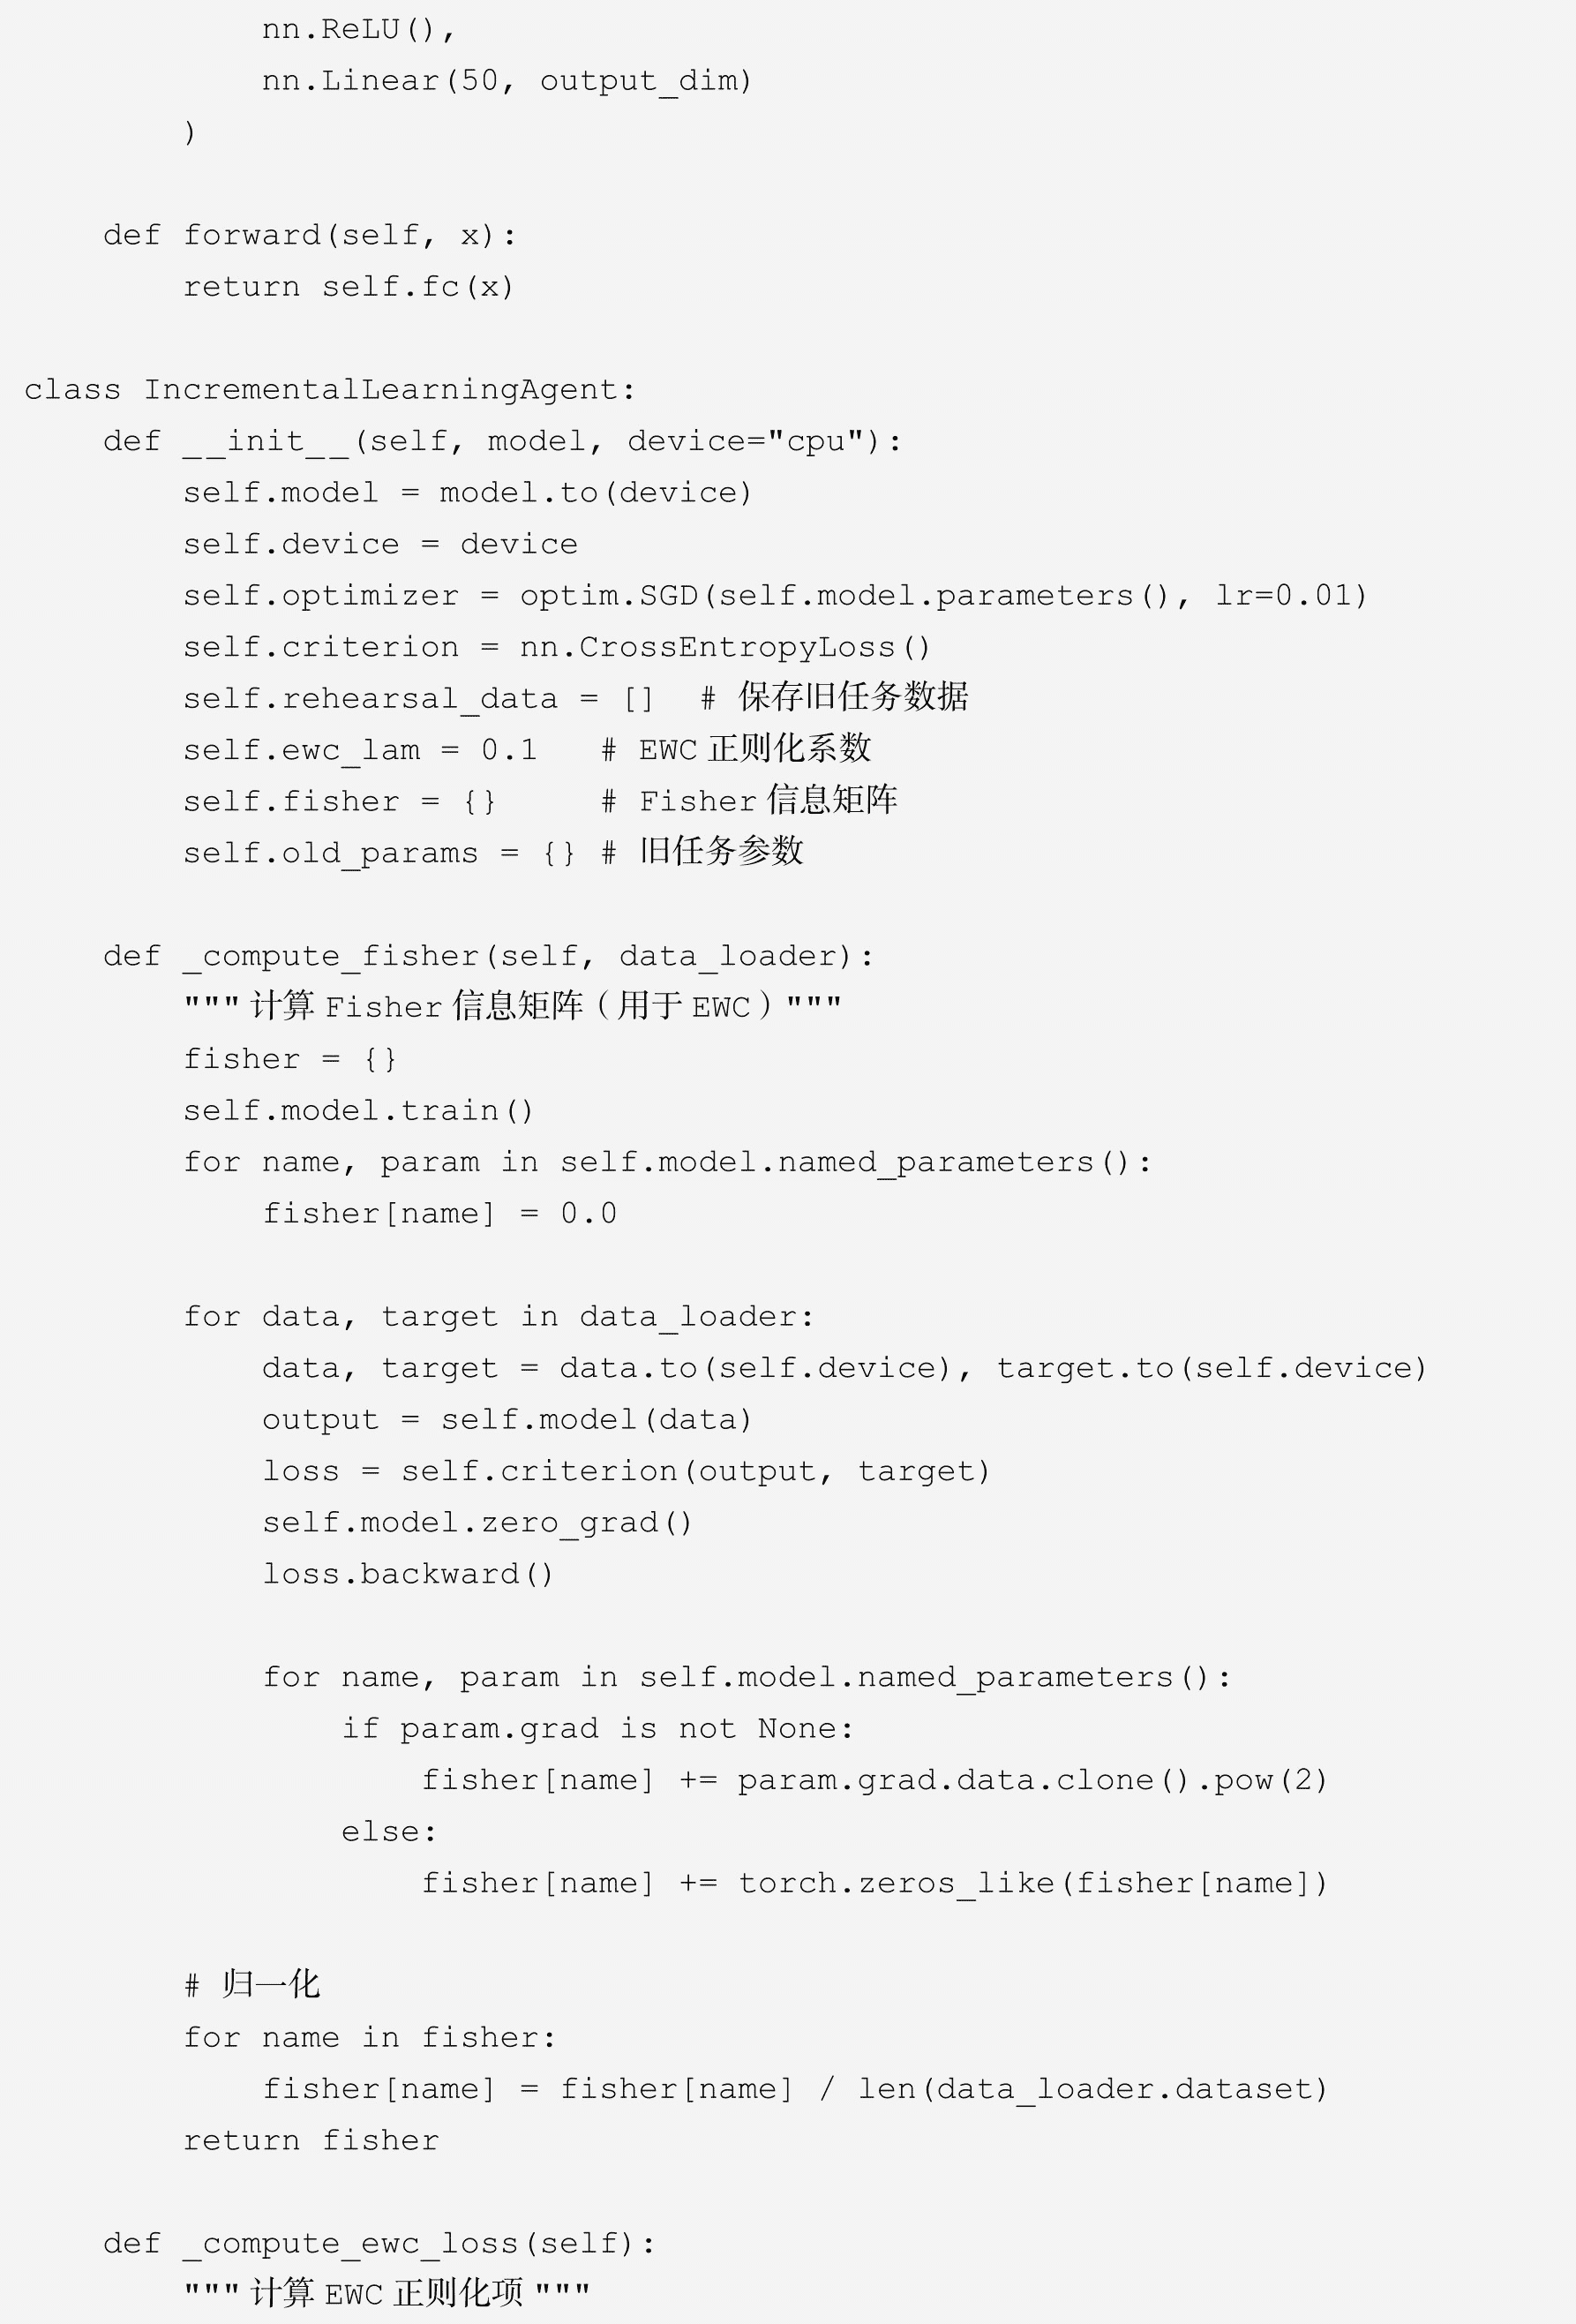 nn.ReLU(),
            nn.Linear(50, output_dim)
        )

    def forward(self, x):
        return self.fc(x)

class IncrementalLearningAgent:
    def __init__(self, model, device="cpu"):
        self.model = model.to(device)
        self.device = device
        self.optimizer = optim.SGD(self.model.parameters(), lr=0.01)
        self.criterion = nn.CrossEntropyLoss()
        self.rehearsal_data = []  # 保存旧任务数据
        self.ewc_lam = 0.1   # EWC 正则化系数
        self.fisher = {}     # Fisher 信息矩阵
        self.old_params = {} # 旧任务参数

    def _compute_fisher(self, data_loader):
        """计算 Fisher 信息矩阵（用于 EWC）"""
        fisher = {}
        self.model.train()
        for name, param in self.model.named_parameters():
            fisher[name] = 0.0

        for data, target in data_loader:
            data, target = data.to(self.device), target.to(self.device)
            output = self.model(data)
            loss = self.criterion(output, target)
            self.model.zero_grad()
            loss.backward()

            for name, param in self.model.named_parameters():
                if param.grad is not None:
                    fisher[name] += param.grad.data.clone().pow(2)
                else:
                    fisher[name] += torch.zeros_like(fisher[name])

        # 归一化
        for name in fisher:
            fisher[name] = fisher[name] / len(data_loader.dataset)
        return fisher

    def _compute_ewc_loss(self):
        """计算 EWC 正则化项"""